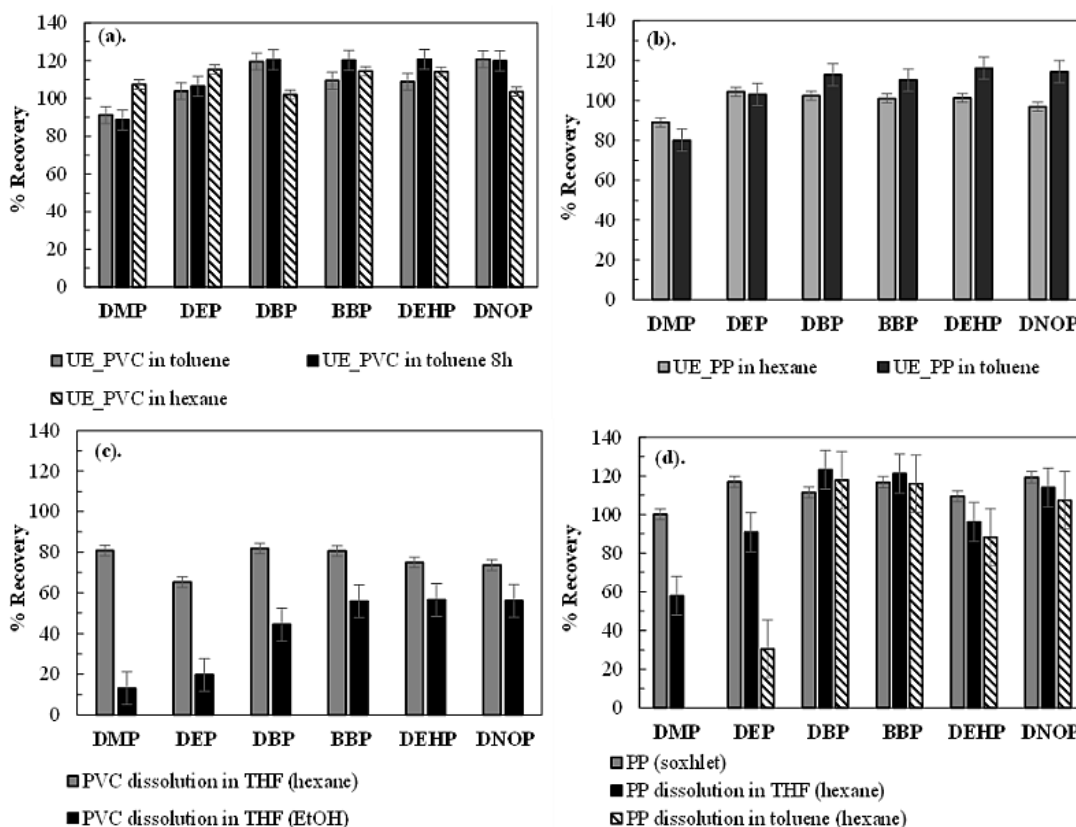 (a).
% Recovery
140
120
100
80
60
40
20
0
DMP DEP DBP BBP DEHP DNOP
UE_PVC in toluene UE_PVC in toluene 8h
UE_PVC in hexane
(b).
% Recovery
140
120
100
80
60
40
20
0
DMP DEP DBP BBP DEHP DNOP
UE_PP in hexane UE_PP in toluene
(c).
% Recovery
140
120
100
80
60
40
20
0
DMP DEP DBP BBP DEHP DNOP
PVC dissolution in THF (hexane)
PVC dissolution in THF (EtOH)
(d).
% Recovery
140
120
100
80
60
40
20
0
DMP DEP DBP BBP DEHP DNOP
PP (soxhlet)
PP dissolution in THF (hexane)
PP dissolution in toluene (hexane)